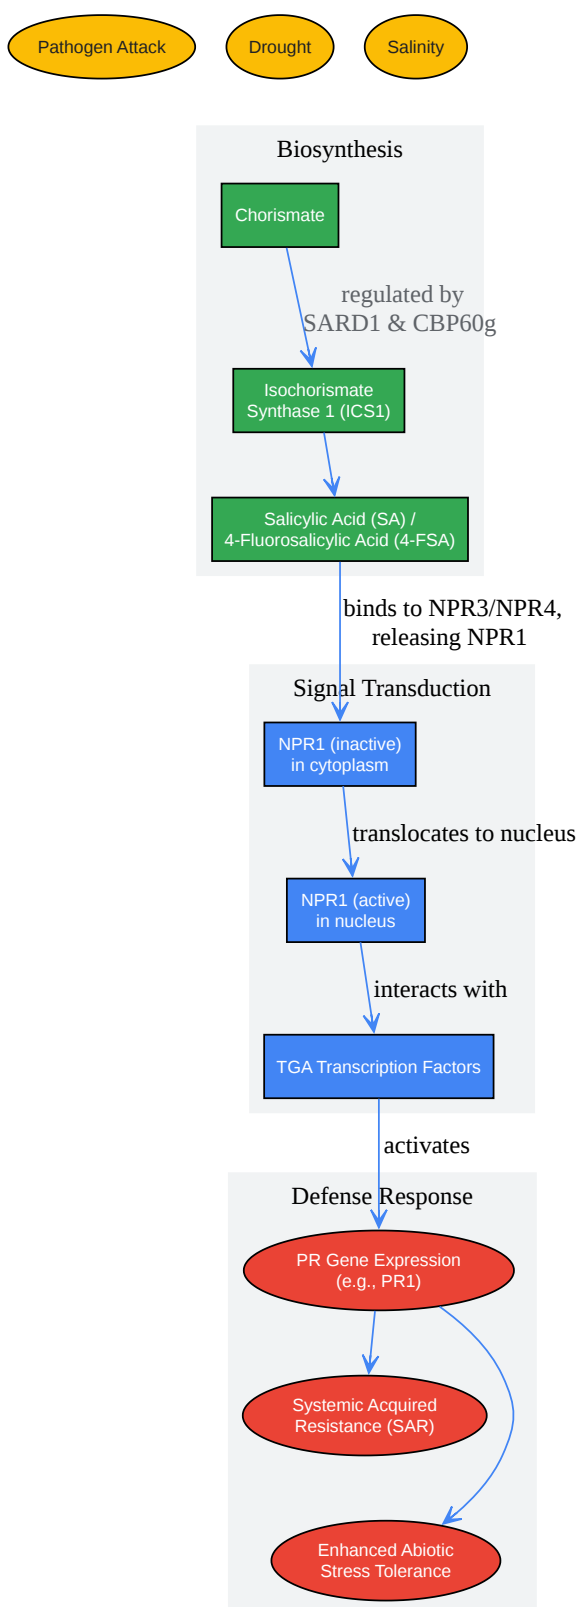 Pathogen Attack
Drought
Salinity
Biosynthesis
Chorismate
regulated by
SARD1 & CBP60g
Isochorismate
Synthase 1 (ICS1)
Salicylic Acid (SA) /
4-Fluorosalicylic Acid (4-FSA)
binds to NPR3/NPR4,
releasing NPR1
Signal Transduction
NPR1 (inactive)
in cytoplasm
translocates to nucleus
NPR1 (active)
in nucleus
interacts with
TGA Transcription Factors
activates
Defense Response
PR Gene Expression
(e.g., PR1)
Systemic Acquired
Resistance (SAR)
Enhanced Abiotic
Stress Tolerance